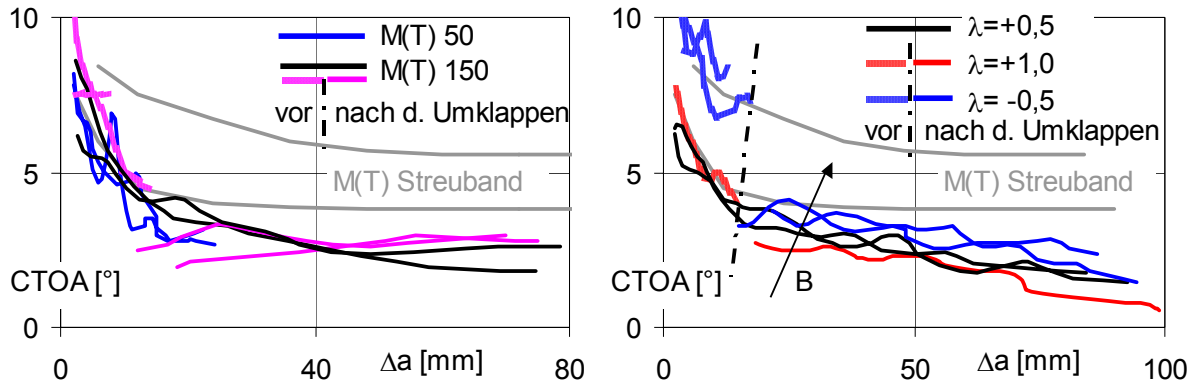 10
M(T) 50
M(T) 150
vor
nach d. Umklappen
5
M(T) Streuband
CTOA [°]
0
0
40
Δa [mm]
80
10
λ=+0,5
λ=+1,0
λ= -0,5
vor
nach d. Umklappen
5
M(T) Streuband
CTOA [°]
B
0
0
50
Δa [mm]
100